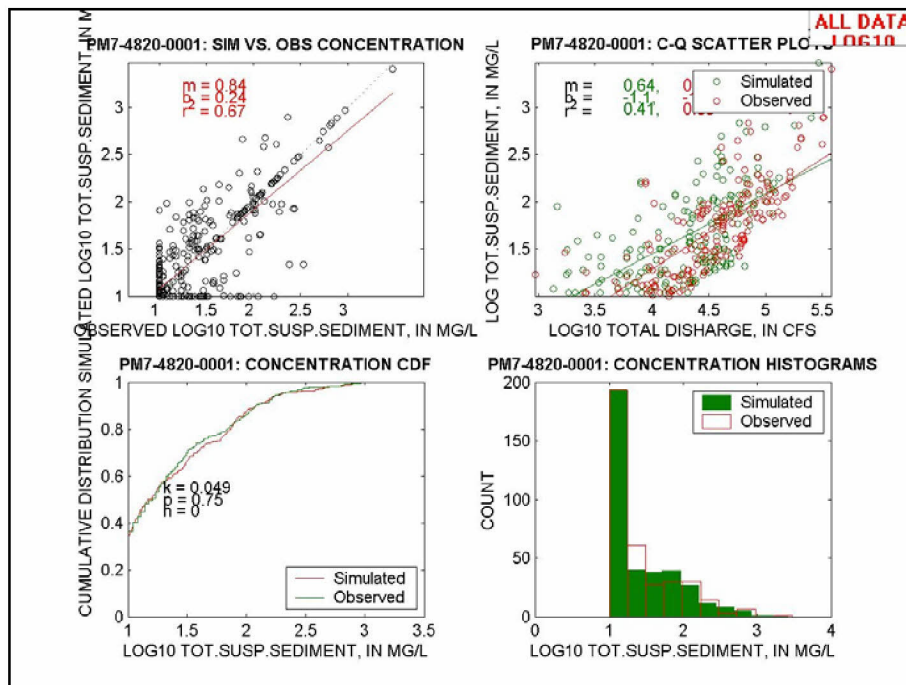 ALL DATA
LOG10
PM7-4820-0001: SIM VS. OBS CONCENTRATION
SIMULATED LOG10 TOT.SUSP.SEDIMENT, IN M
3
2.5
2
1.5
1
m = 0.84
b = 0.24
r2 = 0.67
1
1.5
2
2.5
3
OBSERVED LOG10 TOT.SUSP.SEDIMENT, IN MG/L
PM7-4820-0001: C-Q SCATTER PLOTS
LOG TOT.SUSP.SEDIMENT, IN MG/L
3
2.5
2
1.5
1
m = 0.64,
b = -1.1,
r2 = 0.41,
Simulated
Observed
3
3.5
4
4.5
5
5.5
LOG10 TOTAL DISHARGE, IN CFS
PM7-4820-0001: CONCENTRATION CDF
CUMULATIVE DISTRIBUTION
1
0.8
0.6
0.4
0.2
0
k = 0.049
p = 0.75
h = 0
Simulated
Observed
1
1.5
2
2.5
3
3.5
LOG10 TOT.SUSP.SEDIMENT, IN MG/L
PM7-4820-0001: CONCENTRATION HISTOGRAMS
COUNT
200
150
100
50
0
Simulated
Observed
0
1
2
3
4
LOG10 TOT.SUSP.SEDIMENT, IN MG/L